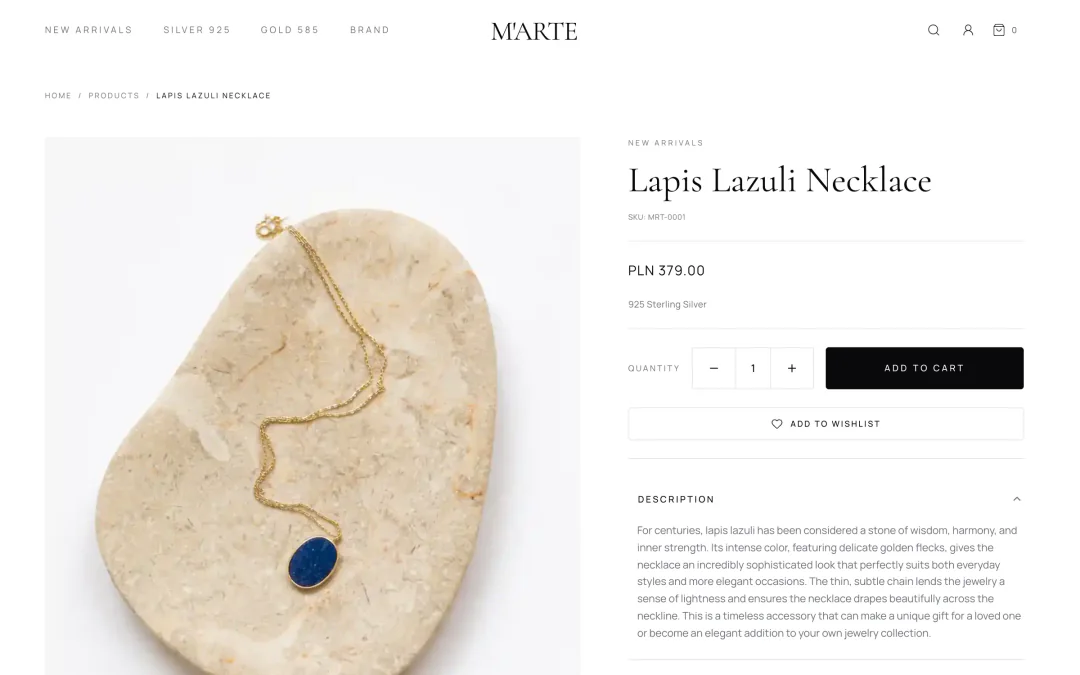 NEW ARRIVALS SILVER 925 GOLD 585 BRAND M'ARTE 0
HOME / PRODUCTS / LAPIS LAZULI NECKLACE
NEW ARRIVALS
Lapis Lazuli Necklace
SKU: MRT-0001
PLN 379.00
925 Sterling Silver
QUANTITY − 1 + ADD TO CART
ADD TO WISHLIST
DESCRIPTION
For centuries, lapis lazuli has been considered a stone of wisdom, harmony, and
inner strength. Its intense color, featuring delicate golden flecks, gives the
necklace an incredibly sophisticated look that perfectly suits both everyday
styles and more elegant occasions. The thin, subtle chain lends the jewelry a
sense of lightness and ensures the necklace drapes beautifully across the
neckline. This is a timeless accessory that can make a unique gift for a loved one
or become an elegant addition to your own jewelry collection.